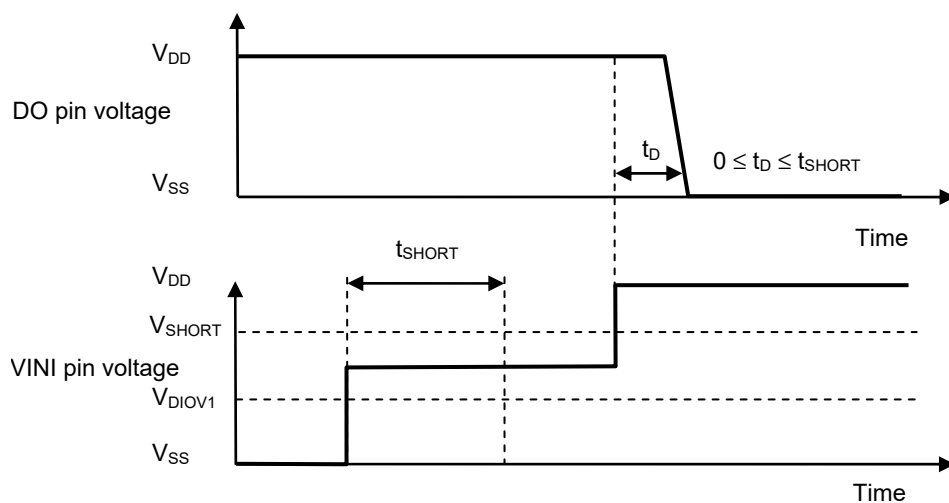 VDD
DO pin voltage
tD
0 ≤ tD ≤ tSHORT
VSS
Time
tSHORT
VDD
VSHORT
VINI pin voltage
VDIOV1
VSS
Time